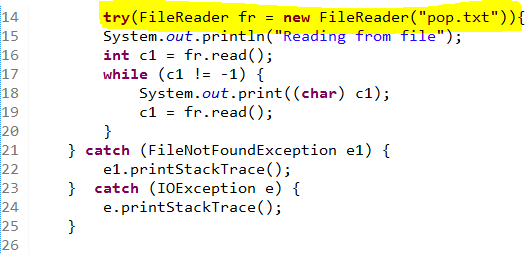 14 try(FileReader fr = new FileReader("pop.txt")){
15 System.out.println("Reading from file");
16 int c1 = fr.read();
17 while (c1 != -1) {
18 System.out.print((char) c1);
19 c1 = fr.read();
20 }
21 } catch (FileNotFoundException e1) {
22 e1.printStackTrace();
23 } catch (IOException e) {
24 e.printStackTrace();
25 }
26